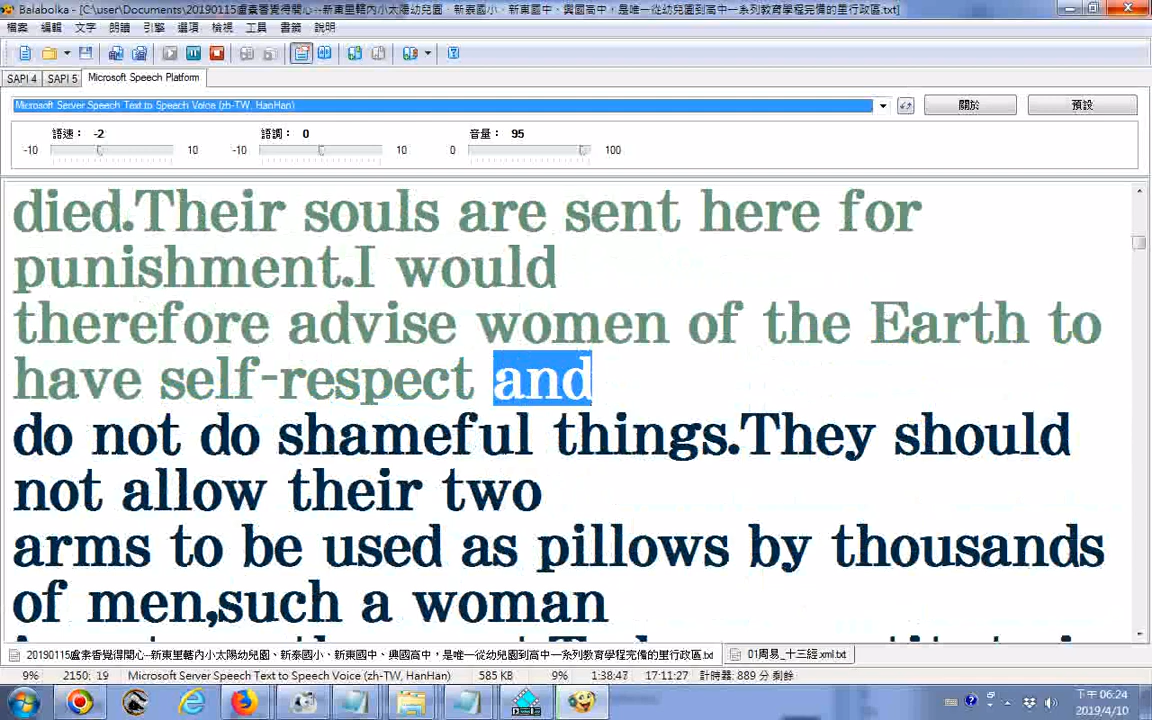 Balabolka - [C:\user\Documents\20190115盧素香覺得開心--新東里轄內小太陽幼兒園、新泰國小、新東國中、興國高中，是唯一從幼兒園到高中一系列教育學程完備的里行政區.txt]
檔案 編輯 文字 朗讀 引擎 選項 檢視 工具 書籤 說明
SAPI 4 SAPI 5 Microsoft Speech Platform
Microsoft Server Speech Text to Speech Voice (zh-TW, HanHan)
關於 預設
語速： -2 語調： 0 音量： 95
-10 10 -10 10 0 100
died.Their souls are sent here for
punishment.I would
therefore advise women of the Earth to
have self-respect and
do not do shameful things.They should
not allow their two
arms to be used as pillows by thousands
of men,such a woman
20190115盧素香覺得開心--新東里轄內小太陽幼兒園、新泰國小、新東國中、興國高中，是唯一從幼兒園到高中一系列教育學程完備的里行政區.txt 01周易_十三經.xml.txt
9% 2150; 19 Microsoft Server Speech Text to Speech Voice (zh-TW, HanHan) 585 KB 9% 1:38:47 17:11:27 計時器: 889 分 剩餘
下午 06:24
2019/4/10